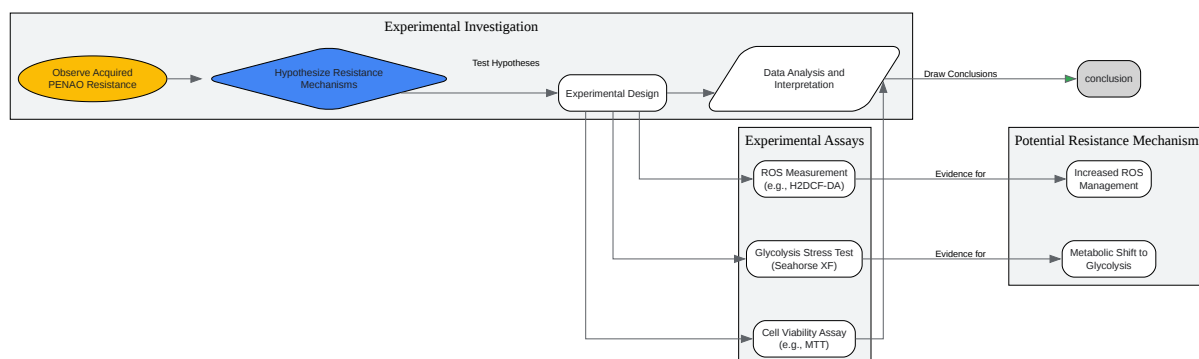 Experimental Investigation
Observe Acquired
PENAO Resistance
Hypothesize Resistance
Mechanisms
Test Hypotheses
Experimental Design
Data Analysis and
Interpretation
Draw Conclusions
conclusion
Experimental Assays
Potential Resistance Mechanism
ROS Measurement
(e.g., H2DCF-DA)
Evidence for
Increased ROS
Management
Glycolysis Stress Test
(Seahorse XF)
Evidence for
Metabolic Shift to
Glycolysis
Cell Viability Assay
(e.g., MTT)